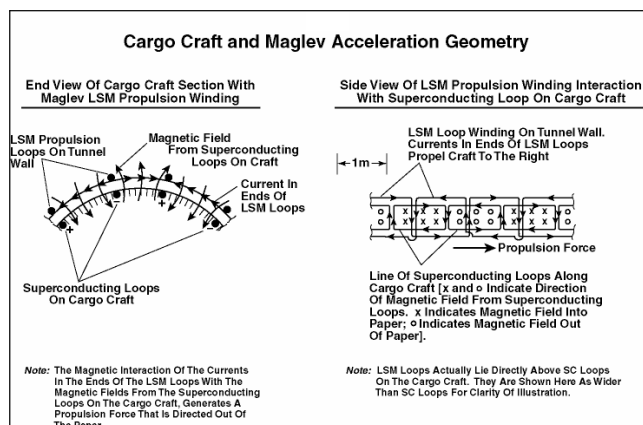 Cargo Craft and Maglev Acceleration Geometry
End View Of Cargo Craft Section With
Maglev LSM Propulsion Winding
LSM Propulsion
Loops On Tunnel
Wall
Magnetic Field
From Superconducting
Loops On Craft
Current In
Ends Of
LSM Loops
+
+
–
Superconducting Loops
On Cargo Craft
Note: The Magnetic Interaction Of The Currents
In The Ends Of The LSM Loops With The
Magnetic Fields From The Superconducting
Loops On The Cargo Craft, Generates A
Propulsion Force That Is Directed Out Of
The Paper
Side View Of LSM Propulsion Winding Interaction
With Superconducting Loop On Cargo Craft
LSM Loop Winding On Tunnel Wall.
Currents In Ends Of LSM Loops
Propel Craft To The Right
1m
Propulsion Force
Line Of Superconducting Loops Along
Cargo Craft [x and o Indicate Direction
Of Magnetic Field From Superconducting
Loops. x Indicates Magnetic Field Into
Paper; o Indicates Magnetic Field Out
Of Paper].
Note: LSM Loops Actually Lie Directly Above SC Loops
On The Cargo Craft. They Are Shown Here As Wider
Than SC Loops For Clarity Of Illustration.